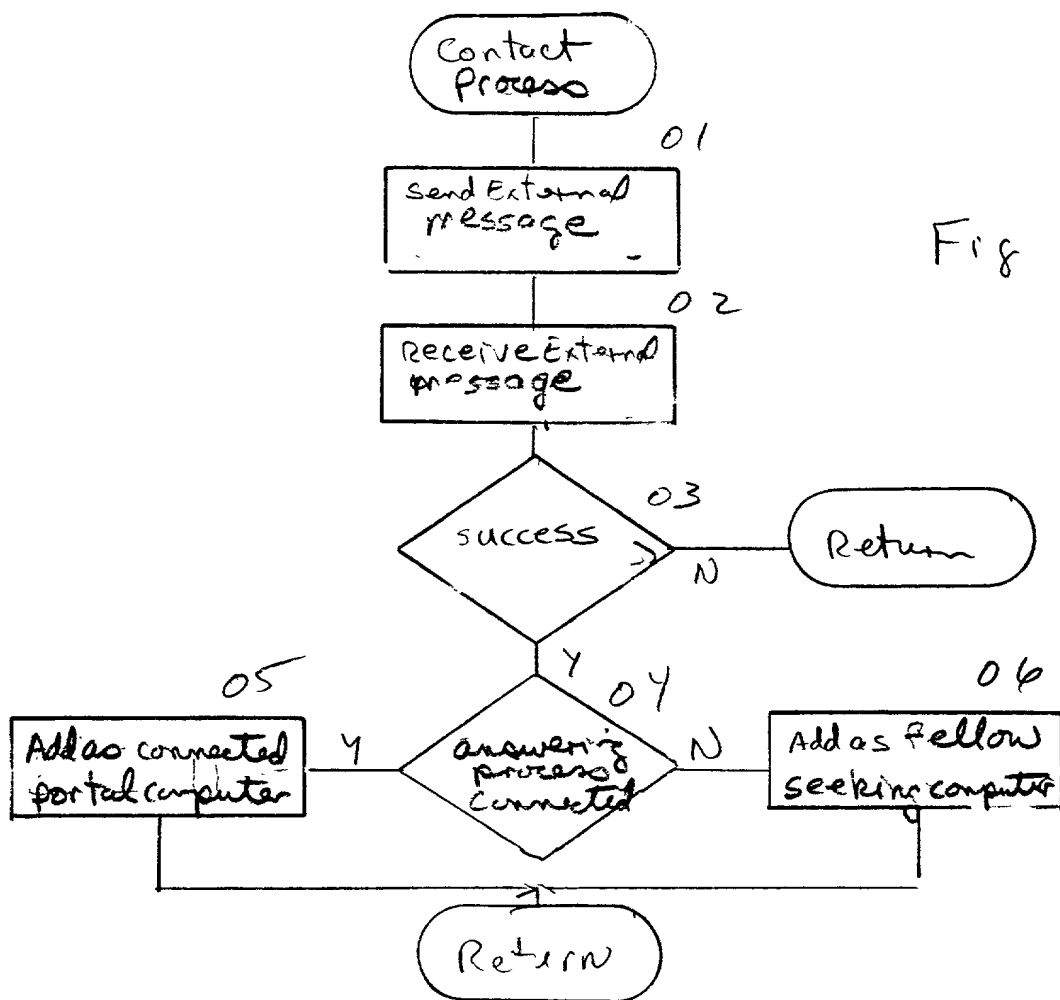 Contact
Process
01
Send External
message
Fig
02
Receive External
message
03
success
N
Return
Y
04
05
06
Add as connected
portal computer
Y
answering
process
connected
N
Add as fellow
seeking computer
Return